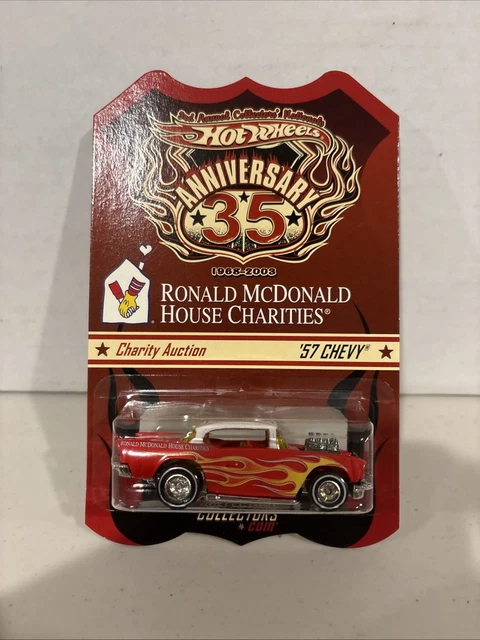 3rd Annual Collectors' Nationals
Hot Wheels
ANNIVERSARY
35
1968-2003
RONALD MCDONALD
HOUSE CHARITIES®
Charity Auction
'57 CHEVY®
RONALD MCDONALD HOUSE CHARITIES
COLLECTORS
.com